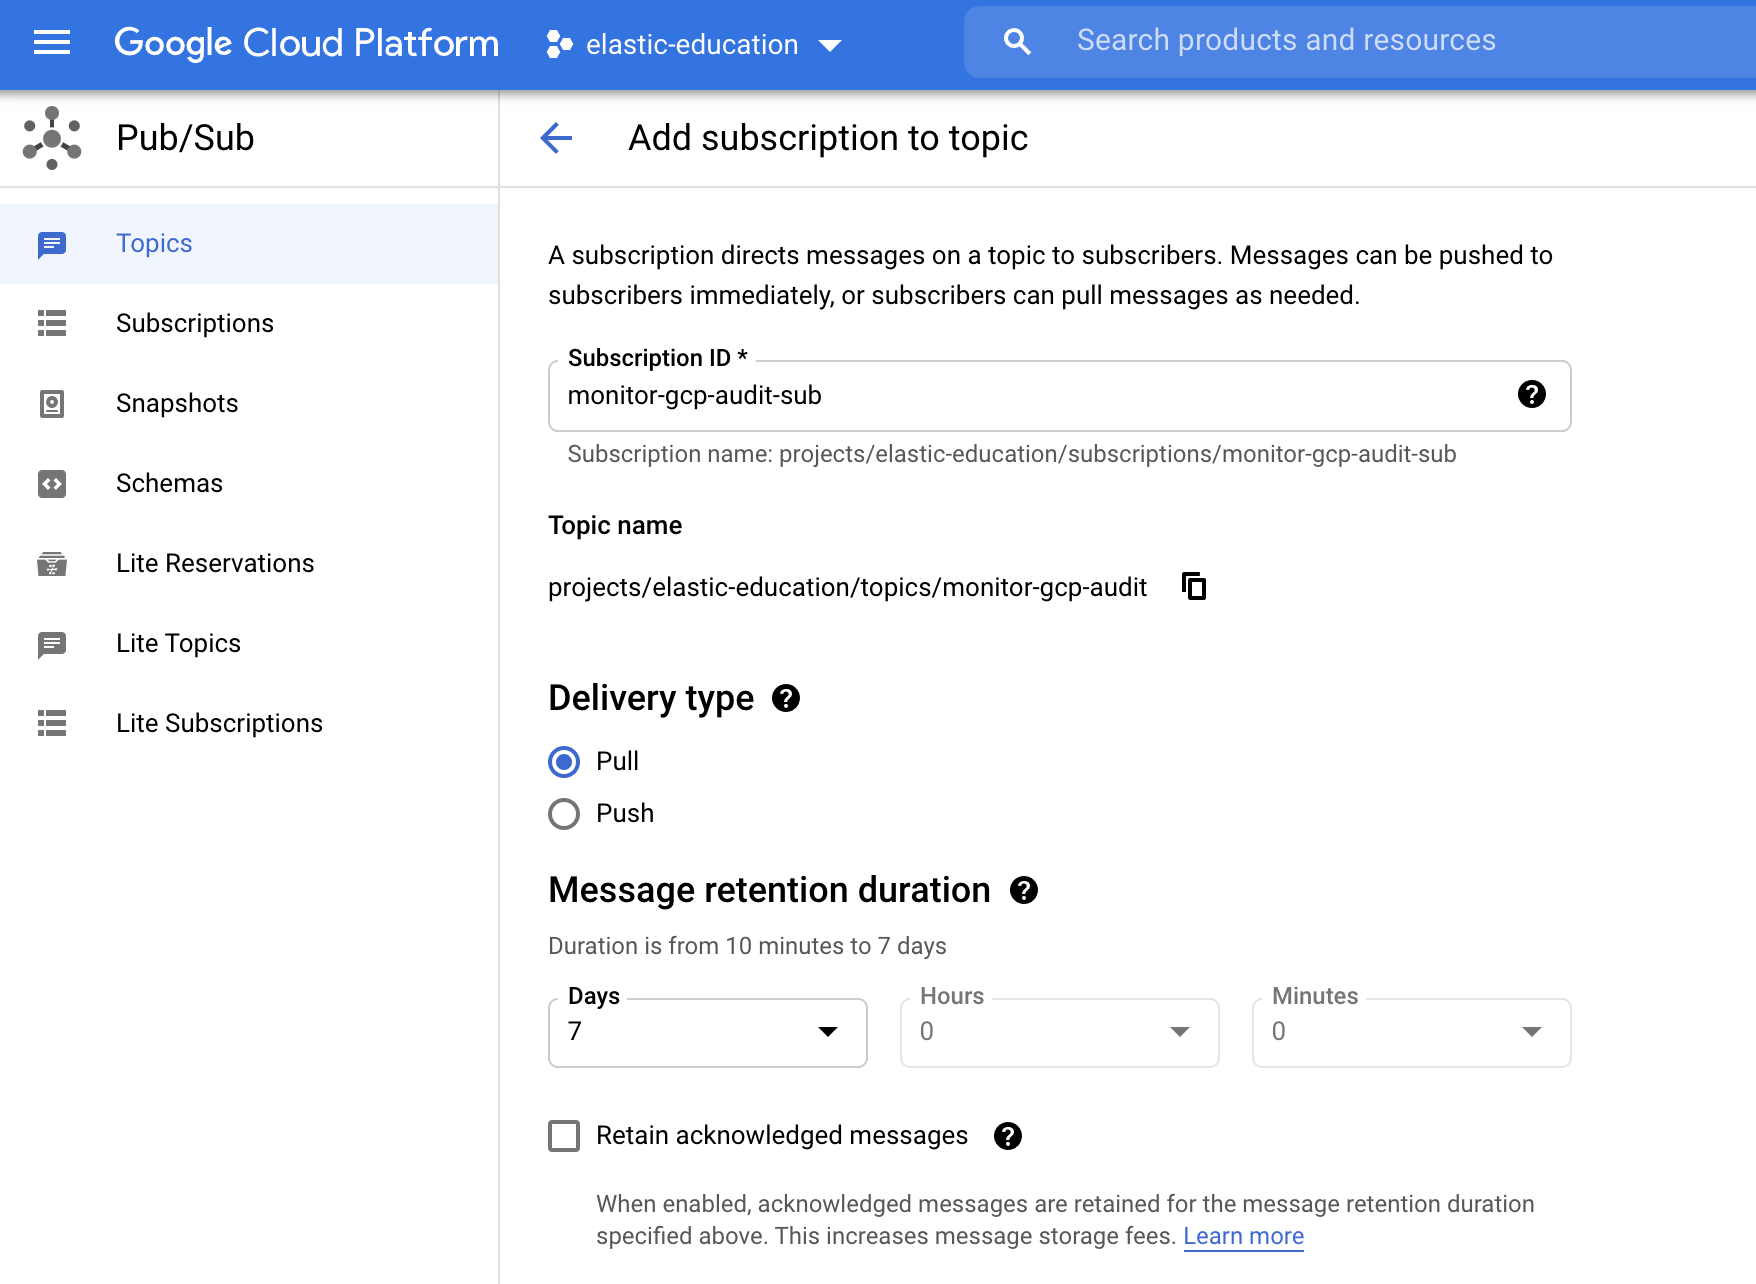 Google Cloud Platform
elastic-education
Search products and resources
Pub/Sub
Add subscription to topic
Topics
Subscriptions
Snapshots
Schemas
Lite Reservations
Lite Topics
Lite Subscriptions
A subscription directs messages on a topic to subscribers. Messages can be pushed to
subscribers immediately, or subscribers can pull messages as needed.
Subscription ID *
monitor-gcp-audit-sub
Subscription name: projects/elastic-education/subscriptions/monitor-gcp-audit-sub
Topic name
projects/elastic-education/topics/monitor-gcp-audit
Delivery type
Pull
Push
Message retention duration
Duration is from 10 minutes to 7 days
Days
7
Hours
0
Minutes
0
Retain acknowledged messages
When enabled, acknowledged messages are retained for the message retention duration
specified above. This increases message storage fees. Learn more